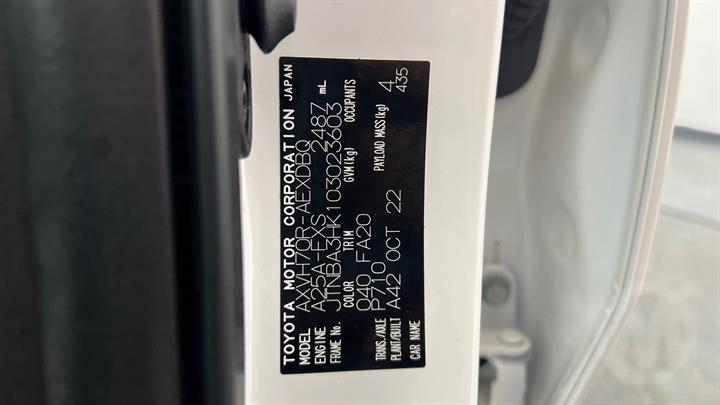 TOYOTA MOTOR CORPORATION JAPAN
MODEL AXVH70R-AEXDBQ
ENGINE A25A-FXS 2487 mL
FRAME No. JTNBA3HK103023603
COLOR TRIM GVM(kg) OCCUPANTS
040 FA20 4
PAYLOAD MASS(kg) 435
TRANS./AXLE P710
PLANT/BUILT A42 OCT 22
CAR NAME